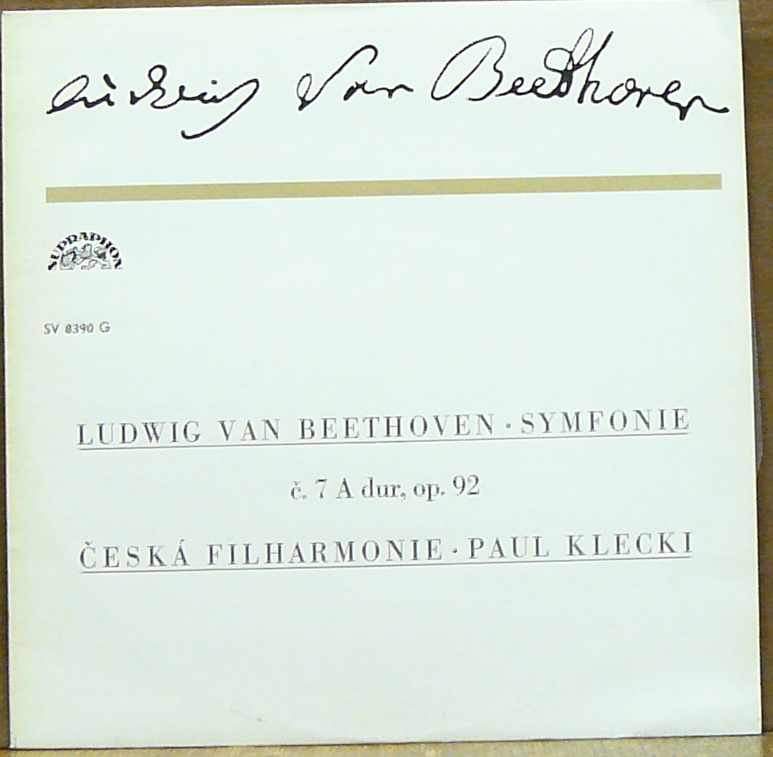 Ludwig Van Beethoven
SUPRAPHON
SV 8390 G
LUDWIG VAN BEETHOVEN · SYMFONIE
č. 7 A dur, op. 92
ČESKÁ FILHARMONIE · PAUL KLECKI